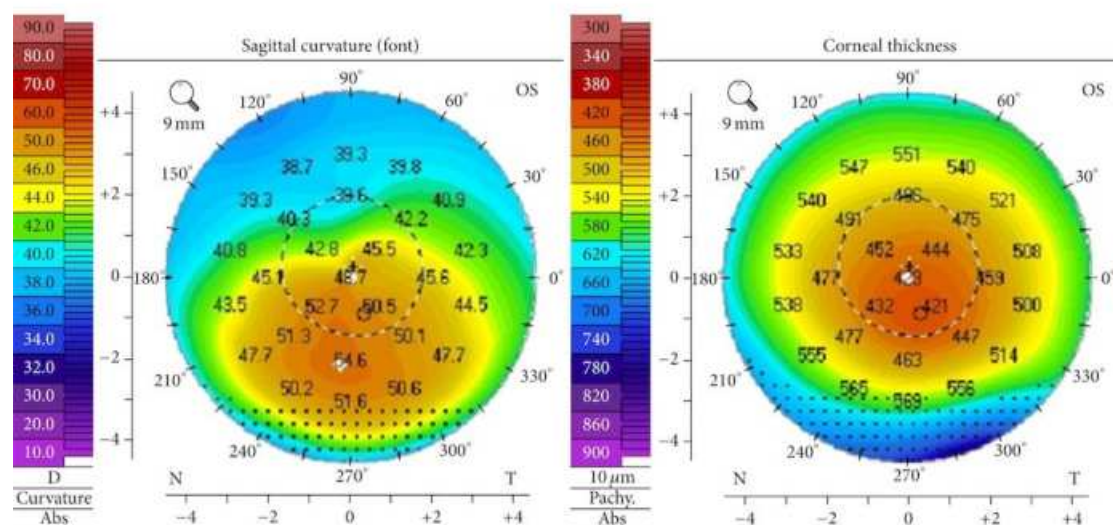 Sagittal curvature (font)
OS
9 mm
90°
120°
60°
150°
30°
180°
0°
210°
330°
240°
300°
270°
90.0
80.0
70.0
60.0
50.0
46.0
44.0
42.0
40.0
38.0
36.0
34.0
32.0
30.0
20.0
10.0
D
Curvature
Abs
+4
+2
0
−2
−4
38.7 39.3 39.8
39.3 39.6 40.9
40.3 42.2
40.8 42.8 45.5 42.3
45.1 45.6
43.5 52.7 50.5 44.5
51.3 50.1
47.7 54.6 47.7
50.2 51.6 50.6
N T
−4 −2 0 +2 +4
Corneal thickness
OS
9 mm
90°
120°
60°
150°
30°
180°
0°
210°
330°
240°
300°
270°
300
340
380
420
460
500
540
580
620
660
700
740
780
820
860
900
10 μm
Pachy.
Abs
+4
+2
0
−2
−4
547 551 540
540 486 521
491 475
533 452 444 508
477 459
538 432 421 500
477 447
555 463 514
565 569 556
N T
−4 −2 0 +2 +4